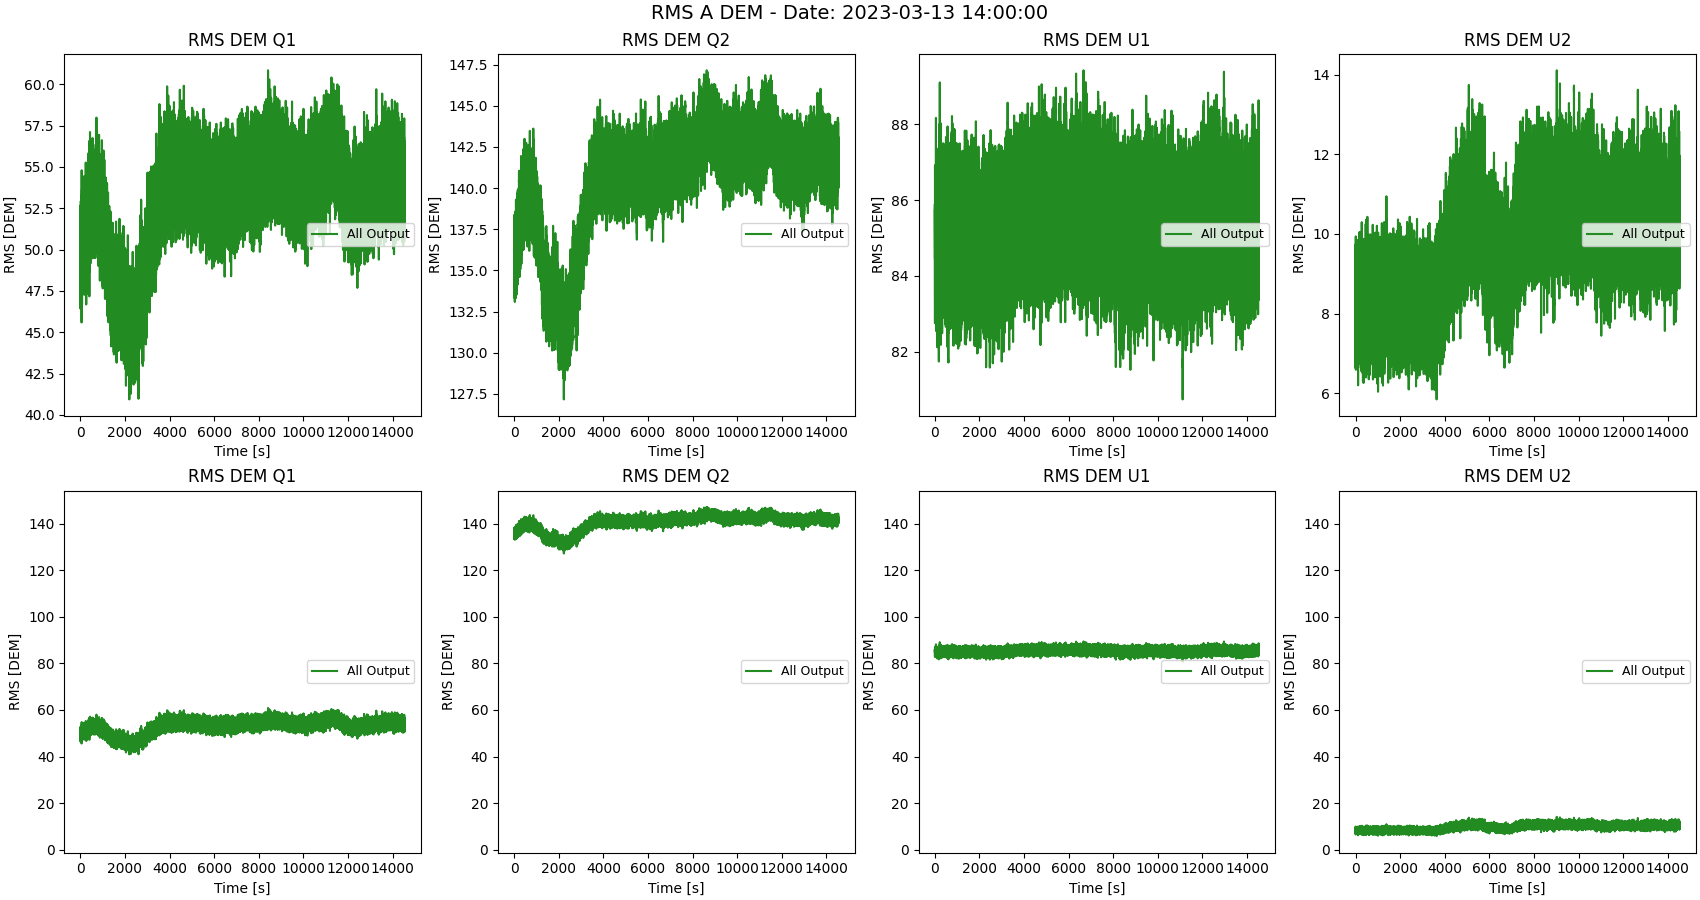 RMS A DEM - Date: 2023-03-13 14:00:00
RMS DEM Q1
RMS [DEM]
60.0
57.5
55.0
52.5
50.0
47.5
45.0
42.5
40.0
All Output
0 2000 4000 6000 8000 10000 12000 14000
Time [s]
RMS DEM Q2
RMS [DEM]
147.5
145.0
142.5
140.0
137.5
135.0
132.5
130.0
127.5
All Output
0 2000 4000 6000 8000 10000 12000 14000
Time [s]
RMS DEM U1
RMS [DEM]
88
86
84
82
All Output
0 2000 4000 6000 8000 10000 12000 14000
Time [s]
RMS DEM U2
RMS [DEM]
14
12
10
8
6
All Output
0 2000 4000 6000 8000 10000 12000 14000
Time [s]
RMS DEM Q1
RMS [DEM]
140
120
100
80
60
40
20
0
All Output
0 2000 4000 6000 8000 10000 12000 14000
Time [s]
RMS DEM Q2
RMS [DEM]
140
120
100
80
60
40
20
0
All Output
0 2000 4000 6000 8000 10000 12000 14000
Time [s]
RMS DEM U1
RMS [DEM]
140
120
100
80
60
40
20
0
All Output
0 2000 4000 6000 8000 10000 12000 14000
Time [s]
RMS DEM U2
RMS [DEM]
140
120
100
80
60
40
20
0
All Output
0 2000 4000 6000 8000 10000 12000 14000
Time [s]